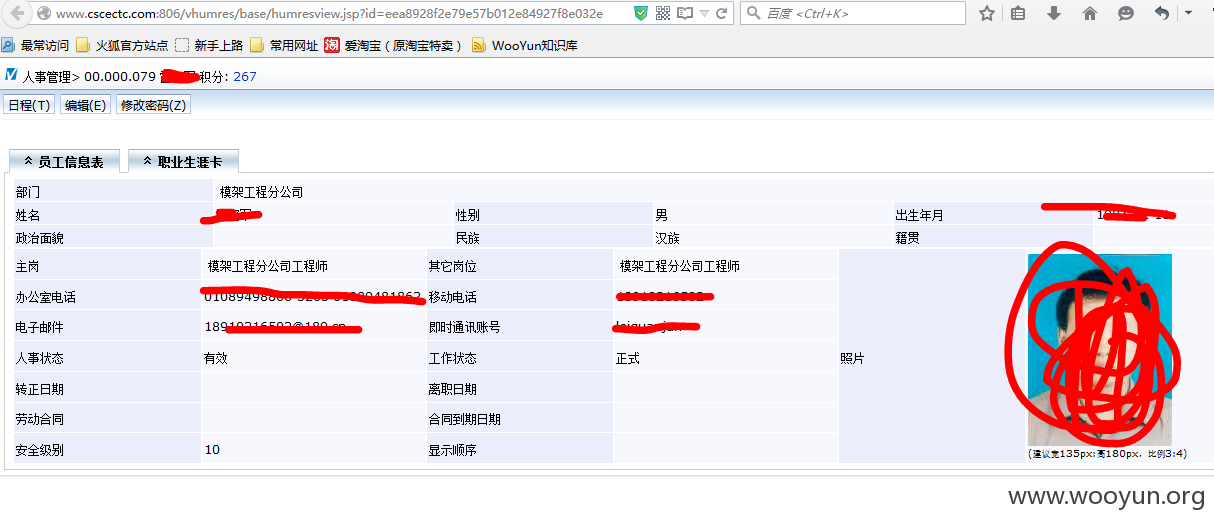 www.cscectc.com:806/vhumres/base/humresview.jsp?id=eea8928f2e79e57b012e84927f8e032e 百度 <Ctrl+K>
最常访问 火狐官方站点 新手上路 常用网址 淘 爱淘宝（原淘宝特卖） WooYun知识库
人事管理> 00.000.079 积分: 267
日程(T) 编辑(E) 修改密码(Z)
员工信息表 职业生涯卡
部门 模架工程分公司
姓名 性别 男 出生年月
政治面貌 民族 汉族 籍贯
主岗 模架工程分公司工程师 其它岗位 模架工程分公司工程师
办公室电话 移动电话
电子邮件 即时通讯账号
人事状态 有效 工作状态 正式 照片
转正日期 离职日期
劳动合同 合同到期日期
安全级别 10 显示顺序
(建议宽135px:高180px，比例3:4)
www.wooyun.org